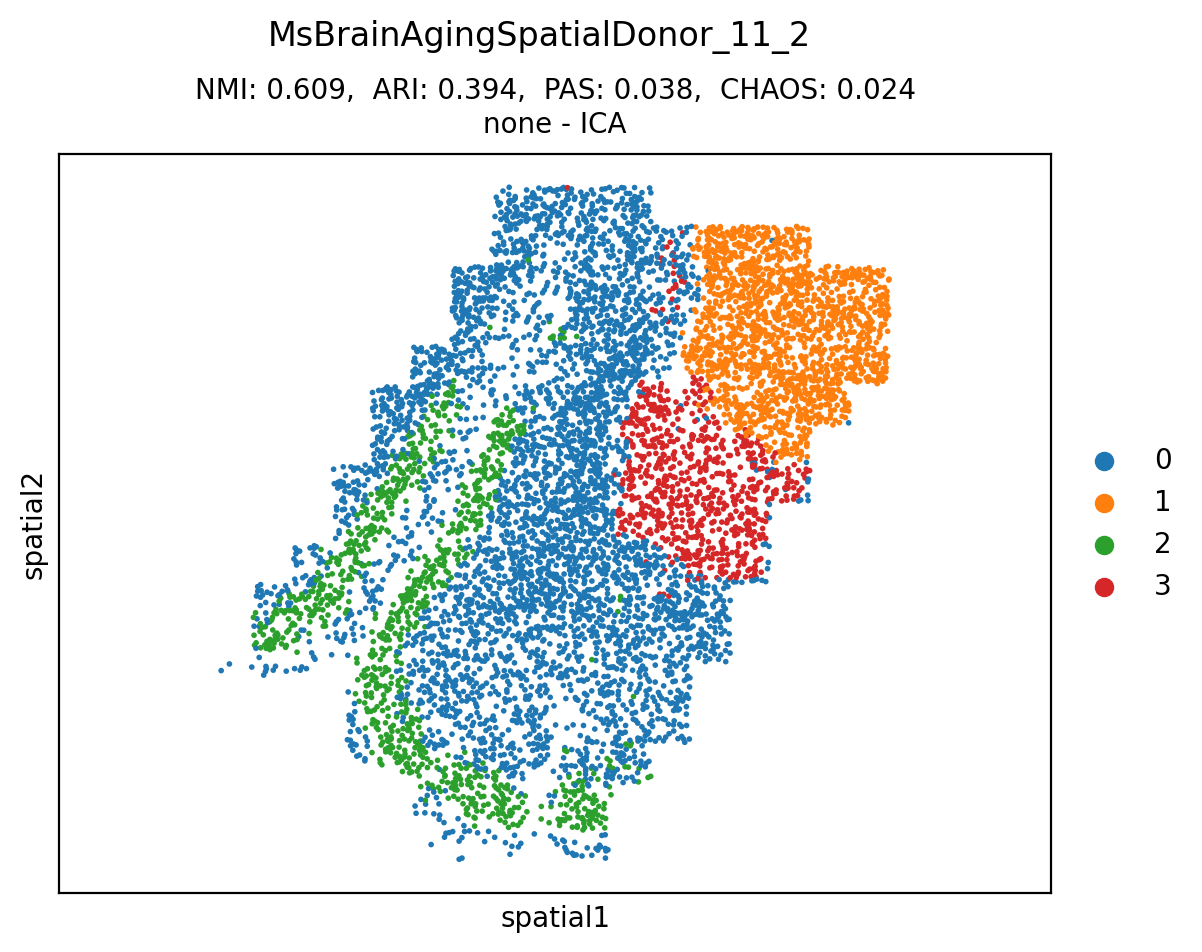 MsBrainAgingSpatialDonor_11_2
NMI: 0.609,  ARI: 0.394,  PAS: 0.038,  CHAOS: 0.024
none - ICA
spatial2
0
1
2
3
spatial1